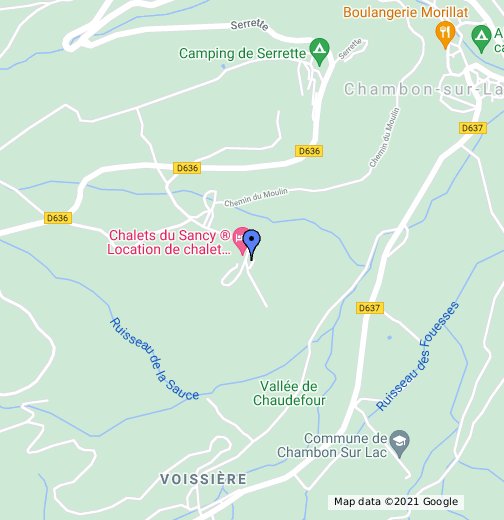 Boulangerie Morillat
Serrette
Camping de Serrette
Serrette
A
ca
Chambon-sur-La
D637
D636
Chemin du Moulin
D636
Chemin du Moulin
D636
Chalets du Sancy ®
Location de chalet...
D637
Ruisseau de la Sauce
Ruisseau des Fouesses
Vallée de
Chaudefour
Commune de
Chambon Sur Lac
VOISSIÈRE
Map data ©2021 Google